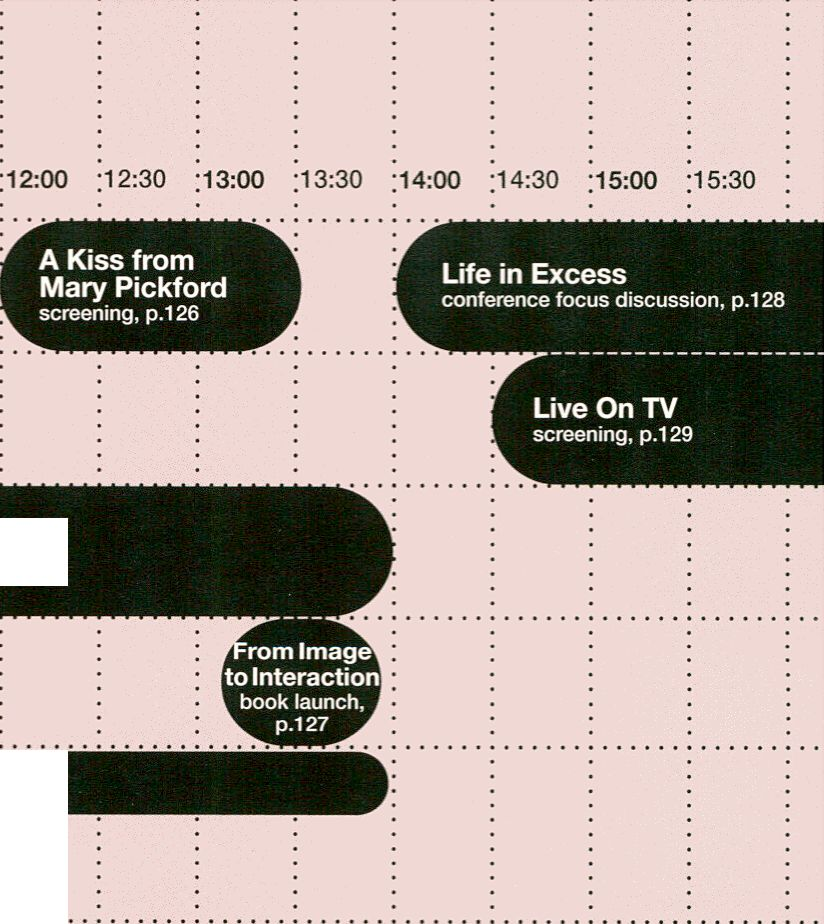 12:00 12:30 13:00 13:30 14:00 14:30 15:00 15:30
A Kiss from
Mary Pickford
screening, p.126
Life in Excess
conference focus discussion, p.128
Live On TV
screening, p.129
From Image
to Interaction
book launch,
p.127